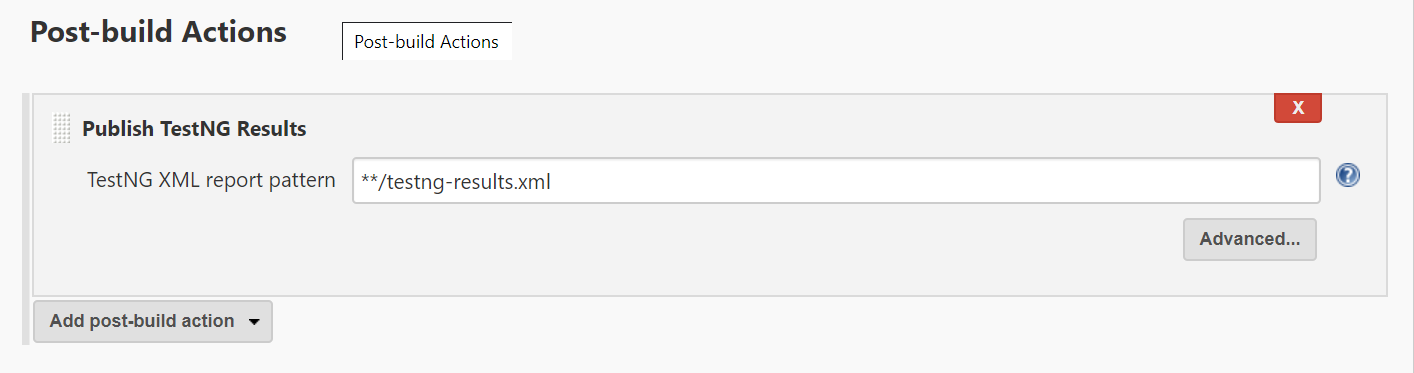 Post-build Actions
Post-build Actions
X
Publish TestNG Results
TestNG XML report pattern **/testng-results.xml ?
Advanced...
Add post-build action